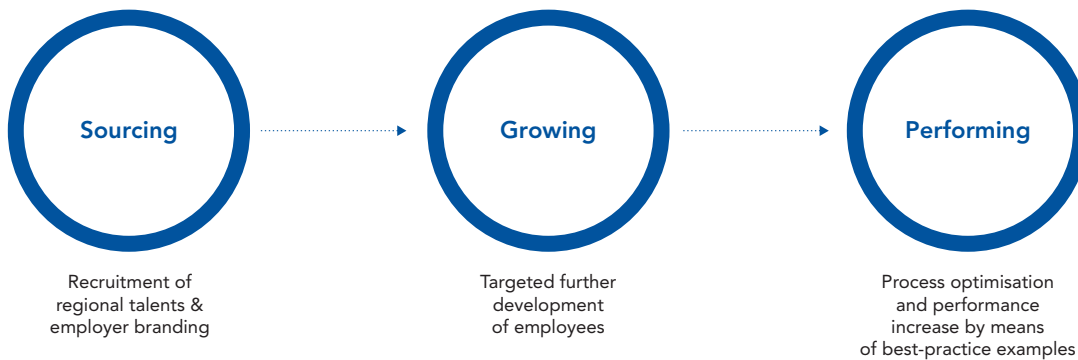 Sourcing
Growing
Performing
Recruitment of
regional talents &
employer branding
Targeted further
development
of employees
Process optimisation
and performance
increase by means
of best-practice examples